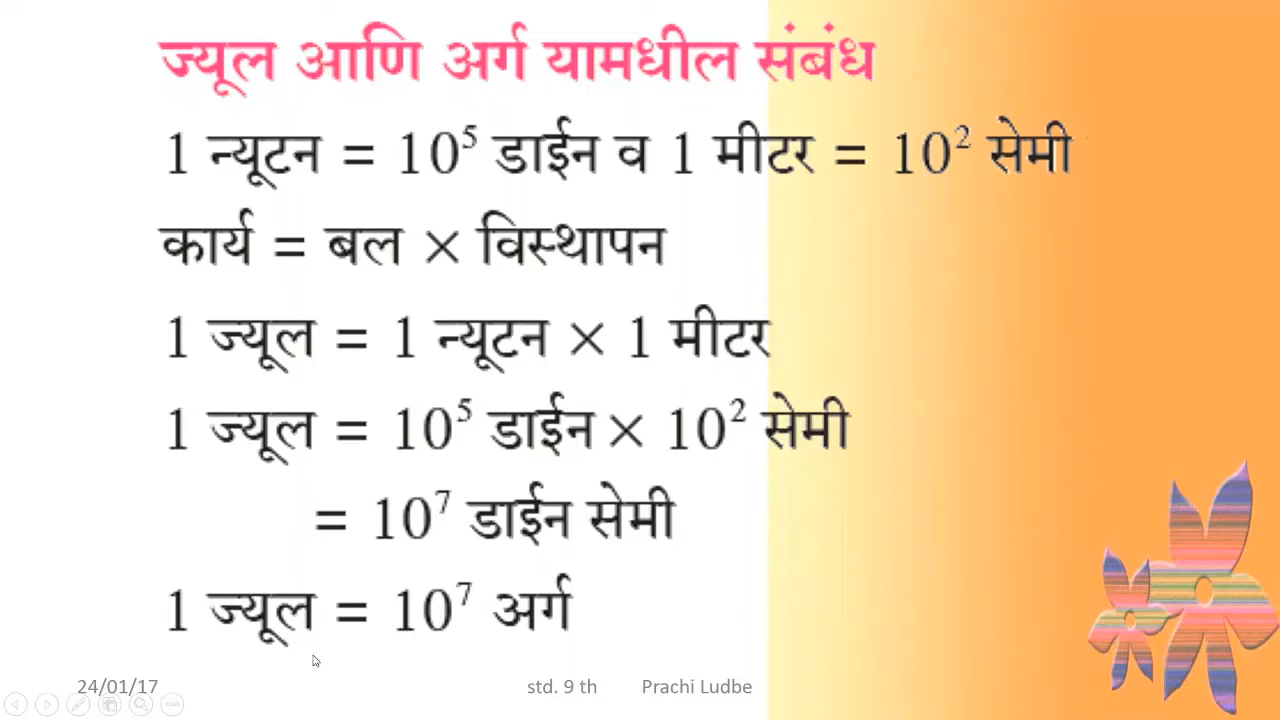 ज्यूल आणि अर्ग यामधील संबंध
1 न्यूटन = 10⁵ डाईन व 1 मीटर = 10² सेमी
कार्य = बल × विस्थापन
1 ज्यूल = 1 न्यूटन × 1 मीटर
1 ज्यूल = 10⁵ डाईन × 10² सेमी
= 10⁷ डाईन सेमी
1 ज्यूल = 10⁷ अर्ग
24/01/17 std. 9 th Prachi Ludbe